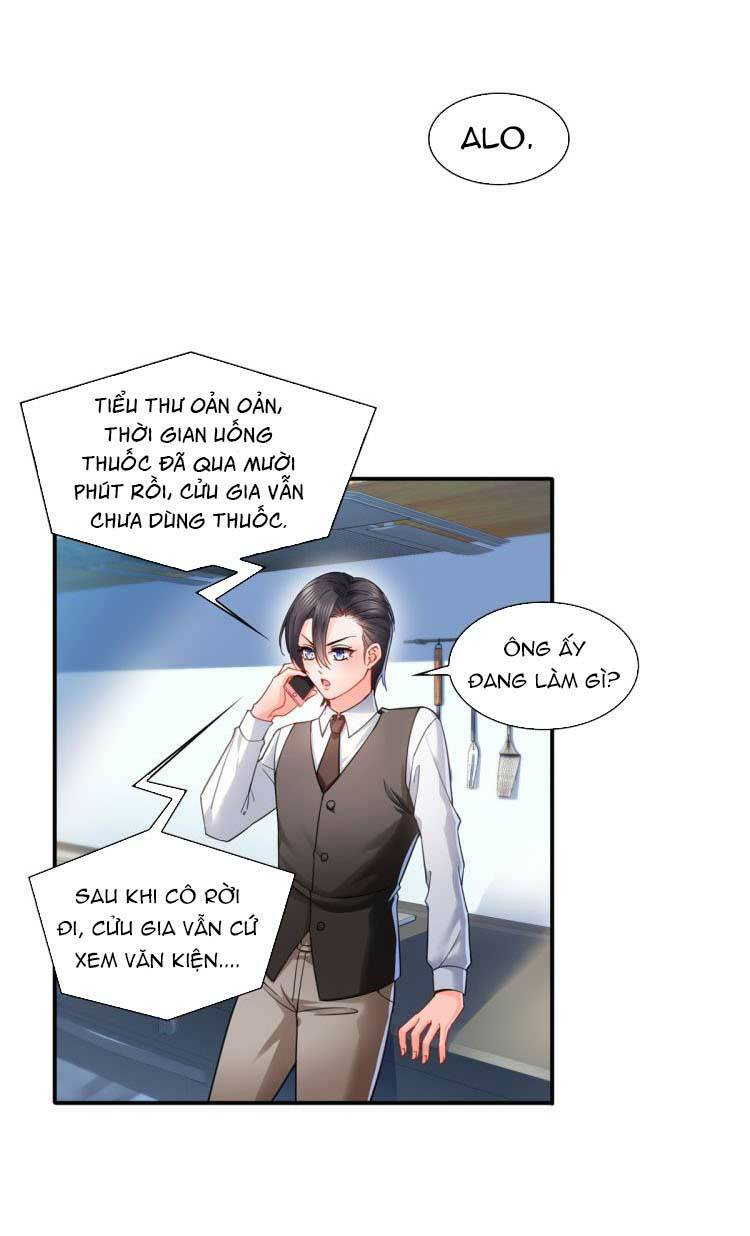 ALO.
TIỂU THƯ OẢN OẢN,
THỜI GIAN UỐNG
THUỐC ĐÃ QUA MƯỜI
PHÚT RỒI, CỬU GIA VẪN
CHƯA DÙNG THUỐC.
ÔNG ẤY
ĐANG LÀM GÌ?
SAU KHI CÔ RỜI
ĐI, CỬU GIA VẪN CỨ
XEM VĂN KIỆN....